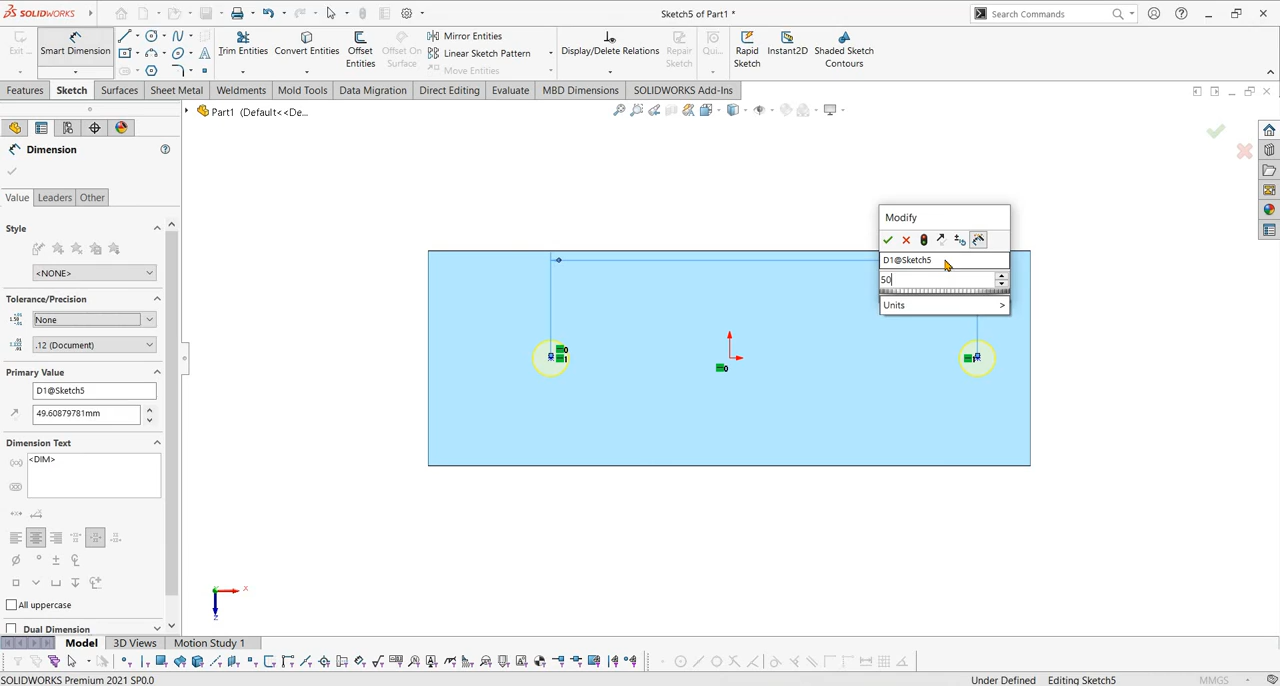 SOLIDWORKS
Sketch5 of Part1 *
Search Commands
Exit ...
Smart Dimension
Trim Entities
Convert Entities
Offset Entities
Offset On Surface
Mirror Entities
Linear Sketch Pattern
Move Entities
Display/Delete Relations
Repair Sketch
Qui...
Rapid Sketch
Instant2D
Shaded Sketch Contours
Features
Sketch
Surfaces
Sheet Metal
Weldments
Mold Tools
Data Migration
Direct Editing
Evaluate
MBD Dimensions
SOLIDWORKS Add-Ins
Part1 (Default<<De...
Dimension
Value
Leaders
Other
Style
<NONE>
Tolerance/Precision
None
.12 (Document)
Primary Value
D1@Sketch5
49.60879781mm
Dimension Text
<DIM>
All uppercase
Dual Dimension
Modify
D1@Sketch5
50
Units
0
1
0
1
x
z
Model
3D Views
Motion Study 1
SOLIDWORKS Premium 2021 SP0.0
Under Defined
Editing Sketch5
MMGS